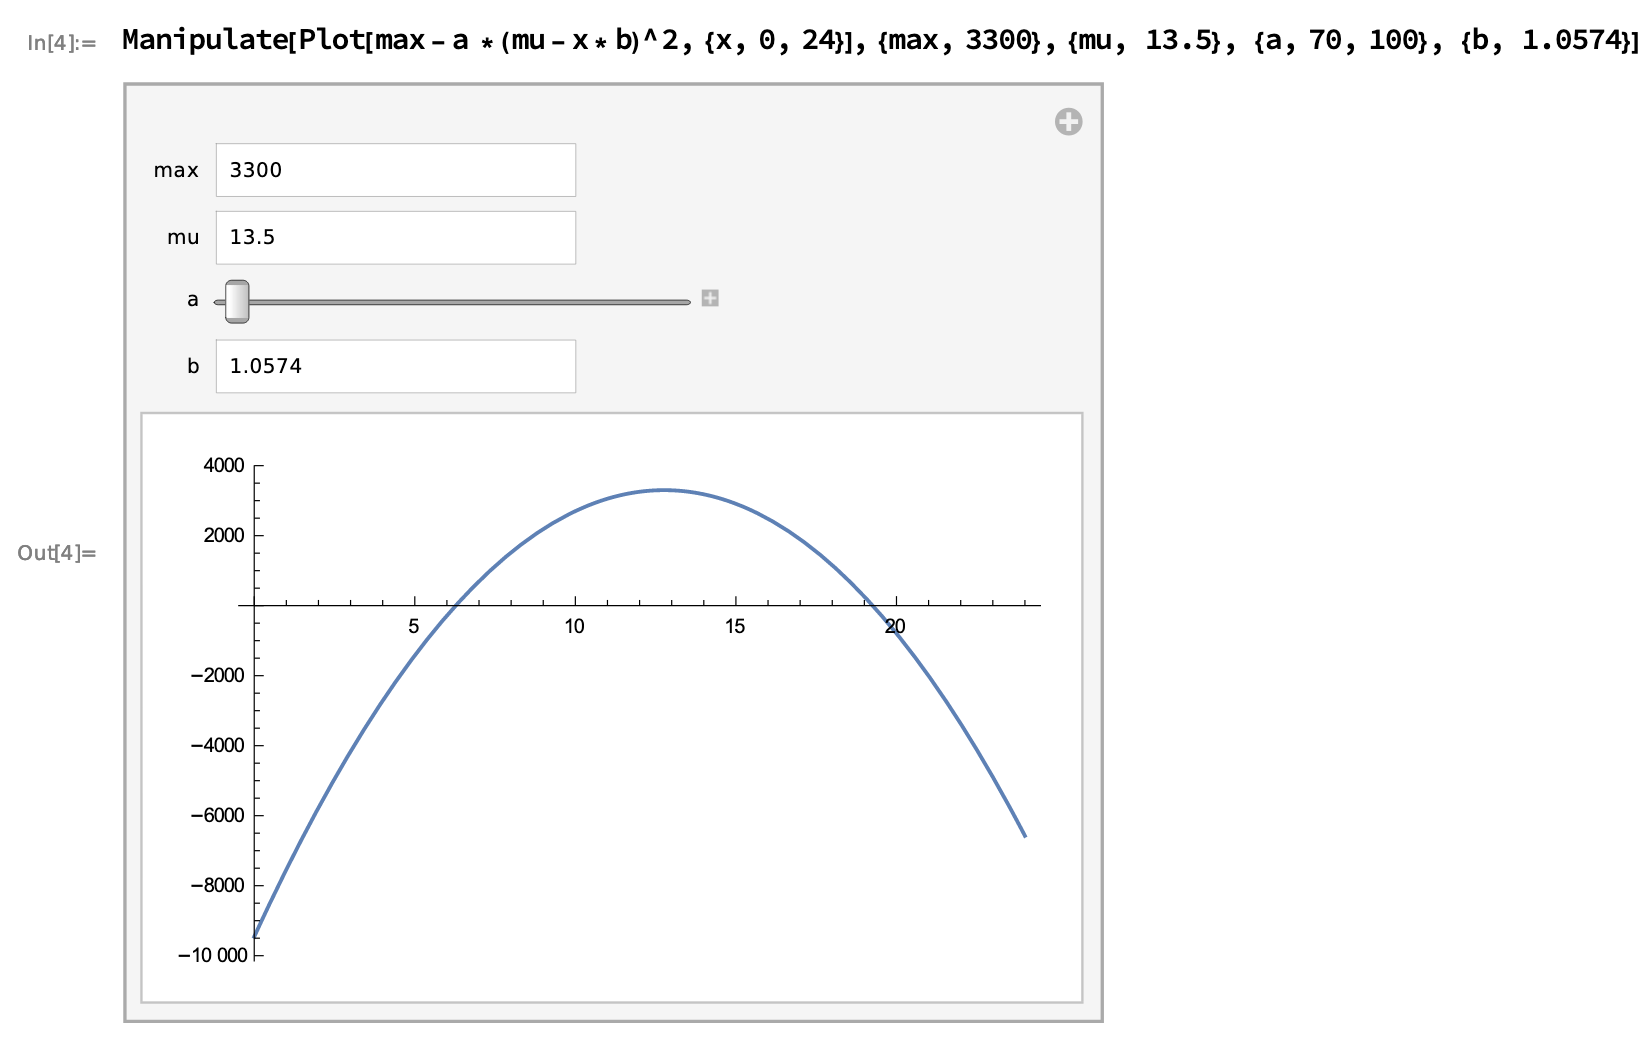 In[4]:= Manipulate[Plot[max - a * (mu - x * b)^2, {x, 0, 24}], {max, 3300}, {mu, 13.5}, {a, 70, 100}, {b, 1.0574}]
max 3300
mu 13.5
a
b 1.0574
Out[4]=
4000
2000
5 10 15 20
-2000
-4000
-6000
-8000
-10 000